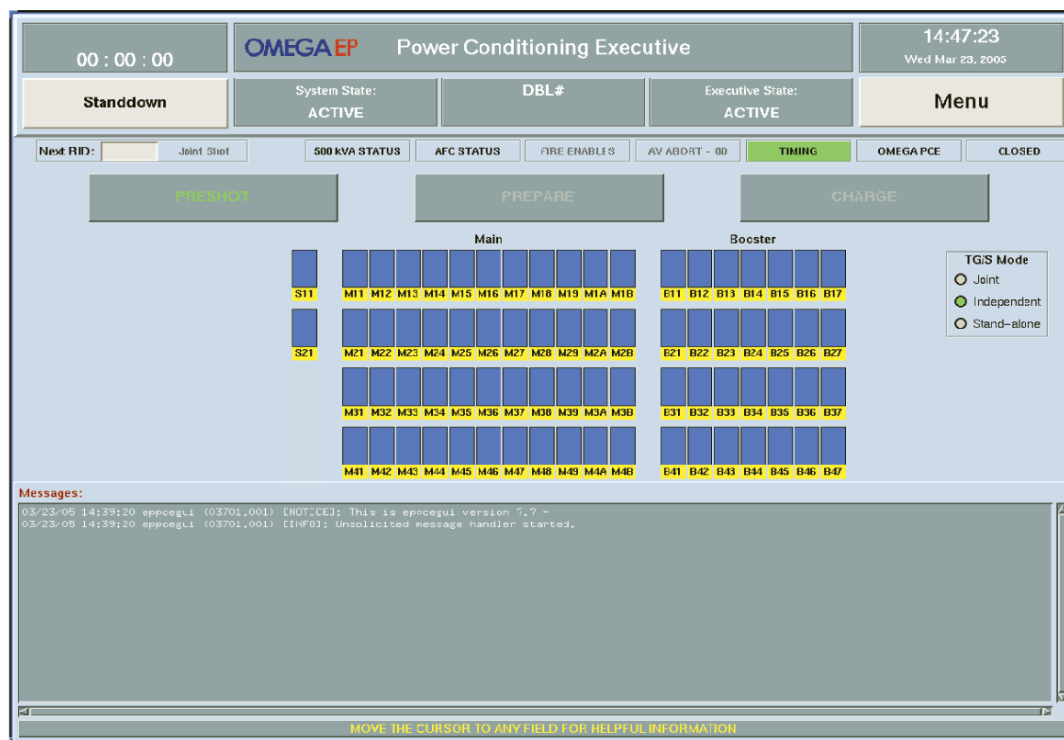 00 : 00 : 00
OMEGA EP Power Conditioning Executive
14:47:23
Wed Mar 23, 2005
Standdown
System State:
ACTIVE
DBL#
Executive State:
ACTIVE
Menu
Next RID: Joint Shot 500 kVA STATUS AFC STATUS FIRE ENABLES AV ABORT - 00 TIMING OMEGA PCE CLOSED
PRESHOT PREPARE CHARGE
Main Booster
S11 M11 M12 M13 M14 M15 M16 M17 M18 M19 M1A M1B B11 B12 B13 B14 B15 B16 B17
S21 M21 M22 M23 M24 M25 M26 M27 M28 M29 M2A M2B B21 B22 B23 B24 B25 B26 B27
M31 M32 M33 M34 M35 M36 M37 M38 M39 M3A M3B B31 B32 B33 B34 B35 B36 B37
M41 M42 M43 M44 M45 M46 M47 M48 M49 M4A M4B B41 B42 B43 B44 B45 B46 B47
TG/S Mode
Joint
Independent
Stand-alone
Messages:
03/23/05 14:39:20 eppcegui (03701.001) [NOTICE]: This is epocegui version ?.? -
03/23/05 14:39:20 eppcegui (03701.001) [INFO]: Unsolicited message handler started.
MOVE THE CURSOR TO ANY FIELD FOR HELPFUL INFORMATION